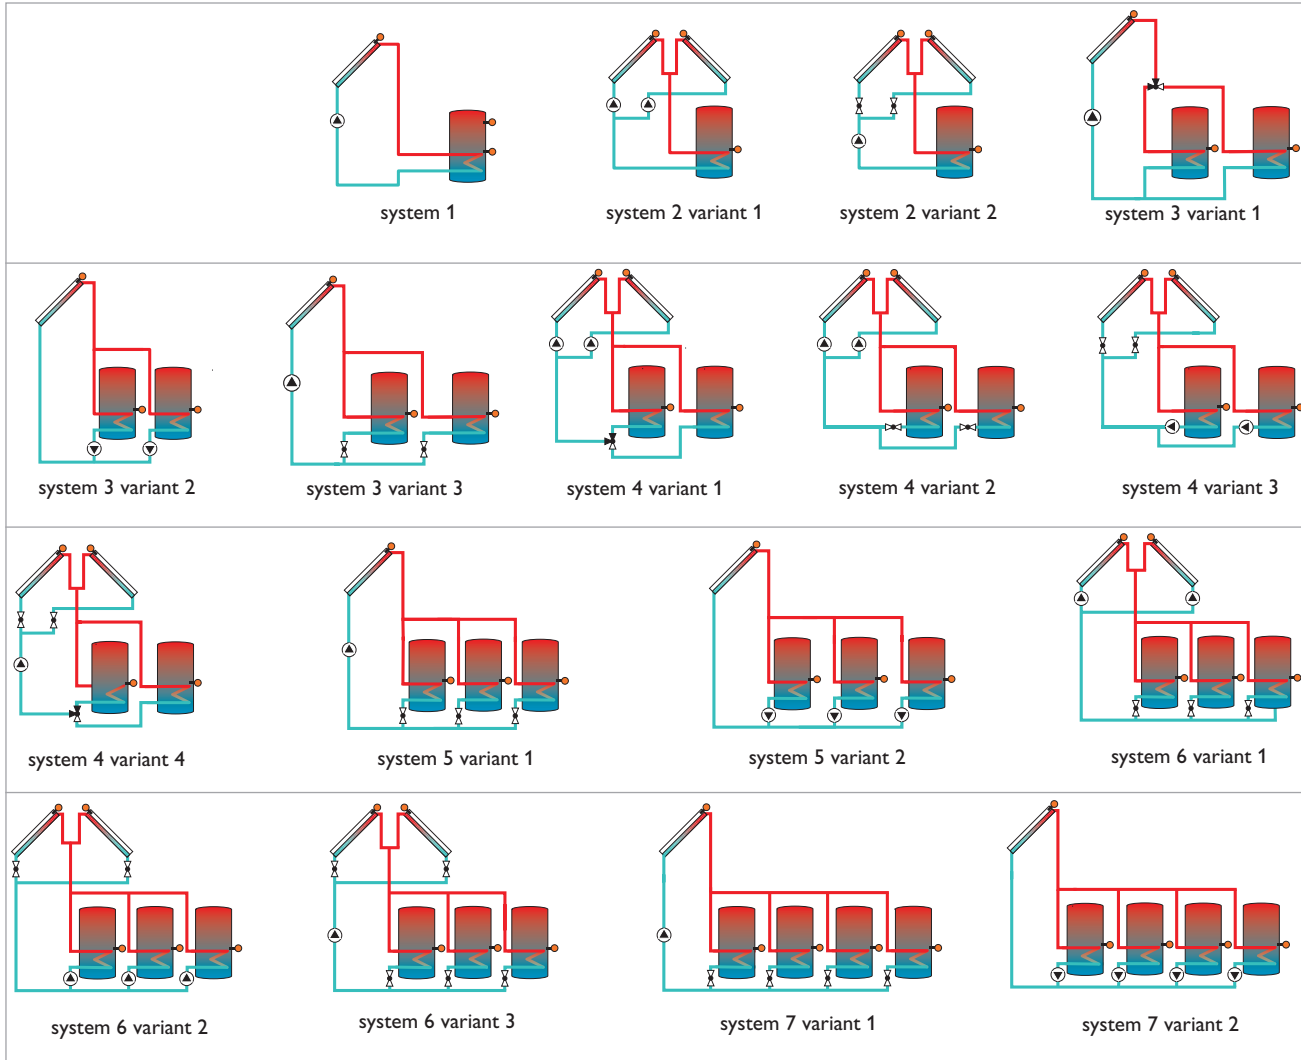 system 1
system 2 variant 1
system 2 variant 2
system 3 variant 1
system 3 variant 2
system 3 variant 3
system 4 variant 1
system 4 variant 2
system 4 variant 3
system 4 variant 4
system 5 variant 1
system 5 variant 2
system 6 variant 1
system 6 variant 2
system 6 variant 3
system 7 variant 1
system 7 variant 2